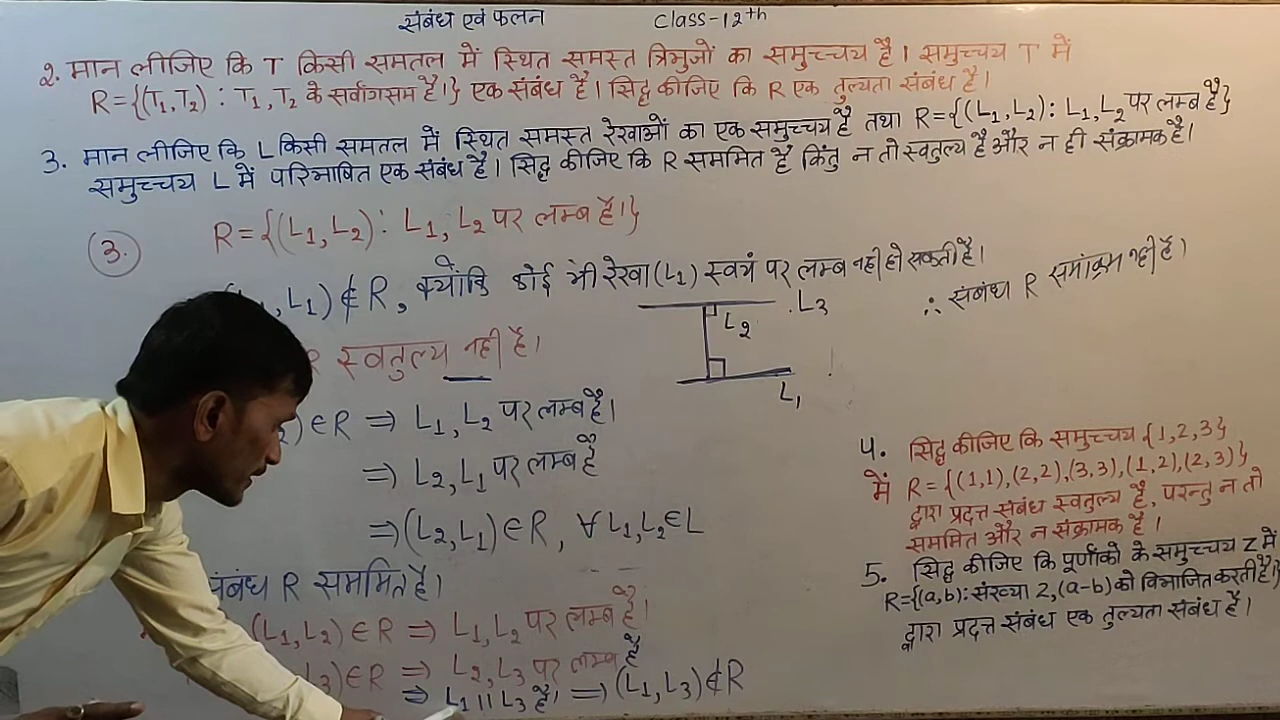 संबंध एवं फलन Class-12th
2. मान लीजिए कि T किसी समतल में स्थित समस्त त्रिभुजों का समुच्चय है। समुच्चय T में
R={(T₁,T₂) : T₁,T₂ के सर्वांगसम है।} एक संबंध है। सिद्ध कीजिए कि R एक तुल्यता संबंध है।
3. मान लीजिए कि L किसी समतल में स्थित समस्त रेखाओं का एक समुच्चय है तथा R={(L₁,L₂): L₁,L₂ पर लम्ब है}
समुच्चय L में परिभाषित एक संबंध है। सिद्ध कीजिए कि R सममित है किंतु न तो स्वतुल्य है और न ही संक्रामक है।
3. R={(L₁,L₂): L₁,L₂ पर लम्ब है।}
,L₁)∉R, क्योंकि कोई भी रेखा(L₁) स्वयं पर लम्ब नही हो सकती है।
R स्वतुल्य नही है।
L₃
L₂
L₁
)∈R ⇒ L₁,L₂ पर लम्ब है।
⇒ L₂,L₁ पर लम्ब है
⇒(L₂,L₁)∈R, ∀L₁,L₂∈L
संबंध R सममित है।
(L₁,L₂)∈R ⇒ L₁,L₂ पर लम्ब है।
₃)∈R ⇒ L₂,L₃ पर लम्ब है
⇒ L₁||L₃ है। ⇒(L₁,L₃)∉R
∴ संबंध R समांक्रम नही है।
4. सिद्ध कीजिए कि समुच्चय {1,2,3}
में R={(1,1),(2,2),(3,3),(1,2),(2,3)}
द्वारा प्रदत्त संबंध स्वतुल्य है, परन्तु न तो
सममित और न संक्रामक है।
5. सिद्ध कीजिए कि पूर्णांको के समुच्चय Z में
R={(a,b): संख्या 2,(a-b)को विभाजित करती है।}
द्वारा प्रदत्त संबंध एक तुल्यता संबंध है।